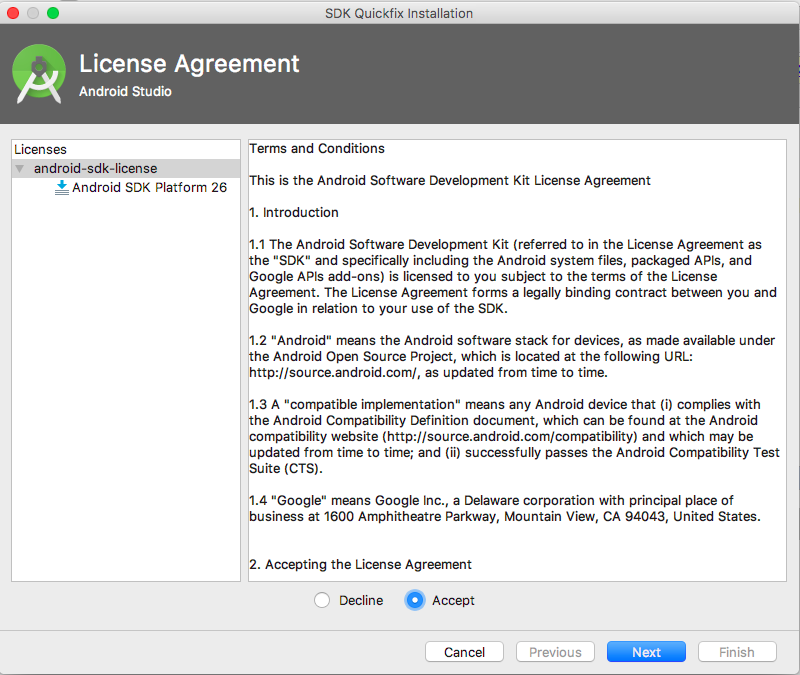 SDK Quickfix Installation
License Agreement
Android Studio
Licenses
android-sdk-license
Android SDK Platform 26
Terms and Conditions
This is the Android Software Development Kit License Agreement
1. Introduction
1.1 The Android Software Development Kit (referred to in the License Agreement as
the "SDK" and specifically including the Android system files, packaged APIs, and
Google APIs add-ons) is licensed to you subject to the terms of the License
Agreement. The License Agreement forms a legally binding contract between you and
Google in relation to your use of the SDK.
1.2 "Android" means the Android software stack for devices, as made available under
the Android Open Source Project, which is located at the following URL:
http://source.android.com/, as updated from time to time.
1.3 A "compatible implementation" means any Android device that (i) complies with
the Android Compatibility Definition document, which can be found at the Android
compatibility website (http://source.android.com/compatibility) and which may be
updated from time to time; and (ii) successfully passes the Android Compatibility Test
Suite (CTS).
1.4 "Google" means Google Inc., a Delaware corporation with principal place of
business at 1600 Amphitheatre Parkway, Mountain View, CA 94043, United States.
2. Accepting the License Agreement
Decline
Accept
Cancel
Previous
Next
Finish